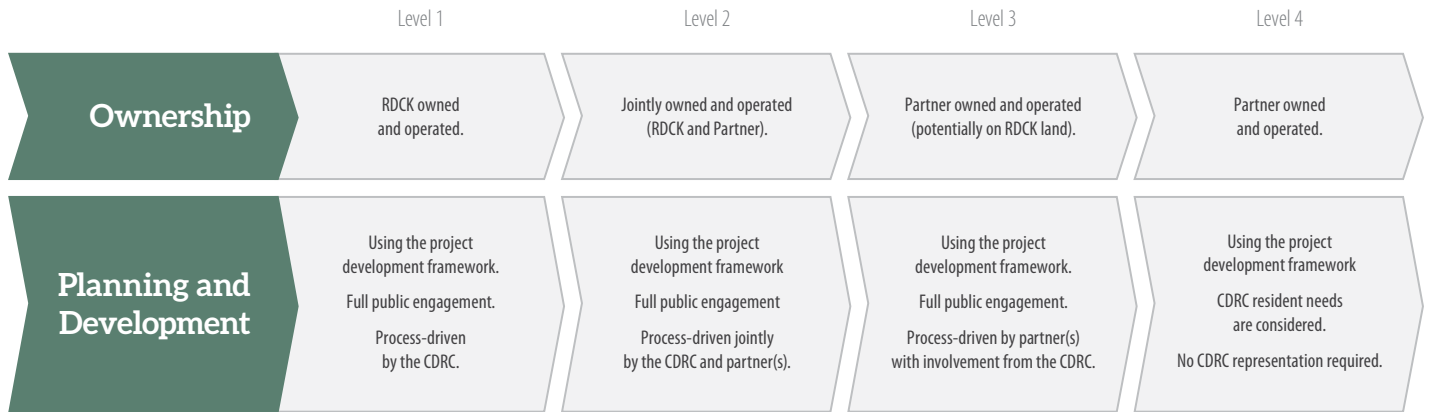 Level 1
Level 2
Level 3
Level 4
Ownership
RDCK owned
and operated.
Jointly owned and operated
(RDCK and Partner).
Partner owned and operated
(potentially on RDCK land).
Partner owned
and operated.
Planning and
Development
Using the project
development framework.
Full public engagement.
Process-driven
by the CDRC.
Using the project
development framework
Full public engagement
Process-driven jointly
by the CDRC and partner(s).
Using the project
development framework.
Full public engagement.
Process-driven by partner(s)
with involvement from the CDRC.
Using the project
development framework
CDRC resident needs
are considered.
No CDRC representation required.